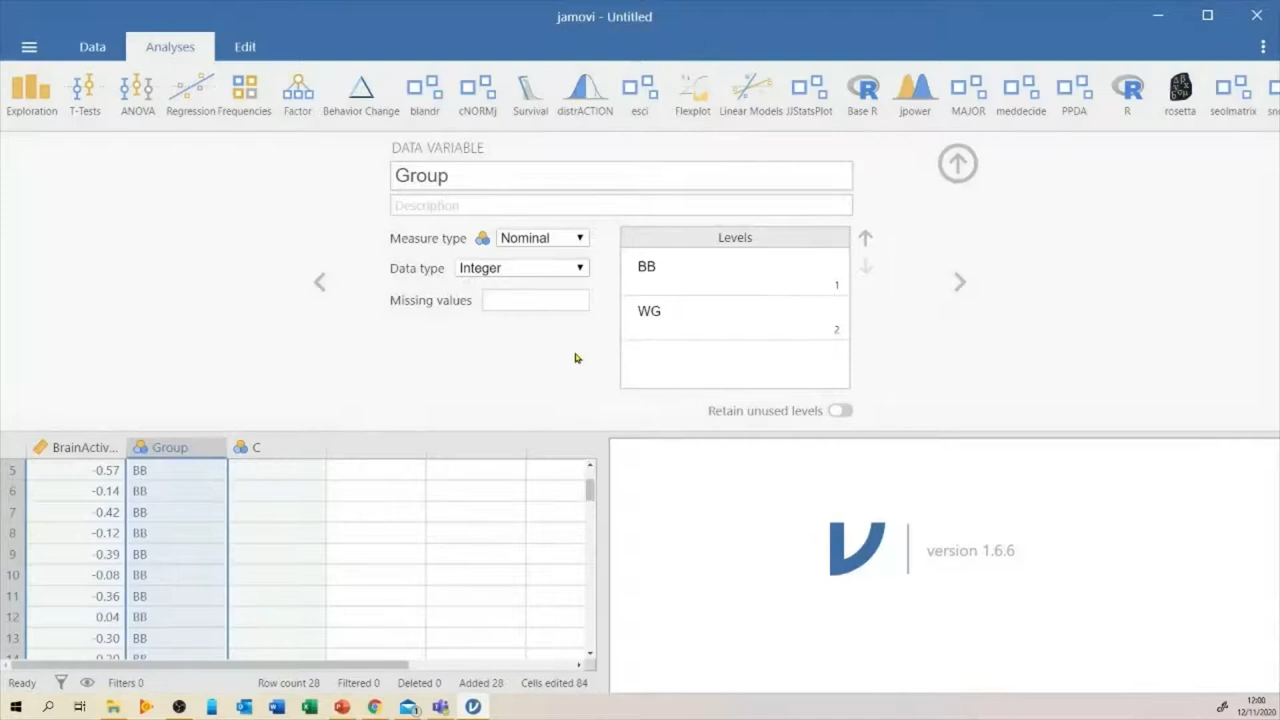 jamovi - Untitled
Data
Analyses
Edit
Exploration
T-Tests
ANOVA
Regression
Frequencies
Factor
Behavior Change
blandr
cNORMj
Survival
distrACTION
esci
Flexplot
Linear Models
JJStatsPlot
Base R
jpower
MAJOR
meddecide
PPDA
R
rosetta
seolmatrix
DATA VARIABLE
Group
Description
Measure type
Nominal
Levels
Data type
Integer
Missing values
BB
1
WG
2
Retain unused levels
BrainActiv...
Group
C
5 -0.57 BB
6 -0.14 BB
7 -0.42 BB
8 -0.12 BB
9 -0.39 BB
10 -0.08 BB
11 -0.36 BB
12 0.04 BB
13 -0.30 BB
version 1.6.6
Ready
Filters 0
Row count 28
Filtered 0
Deleted 0
Added 28
Cells edited 84
12:00
12/11/2020